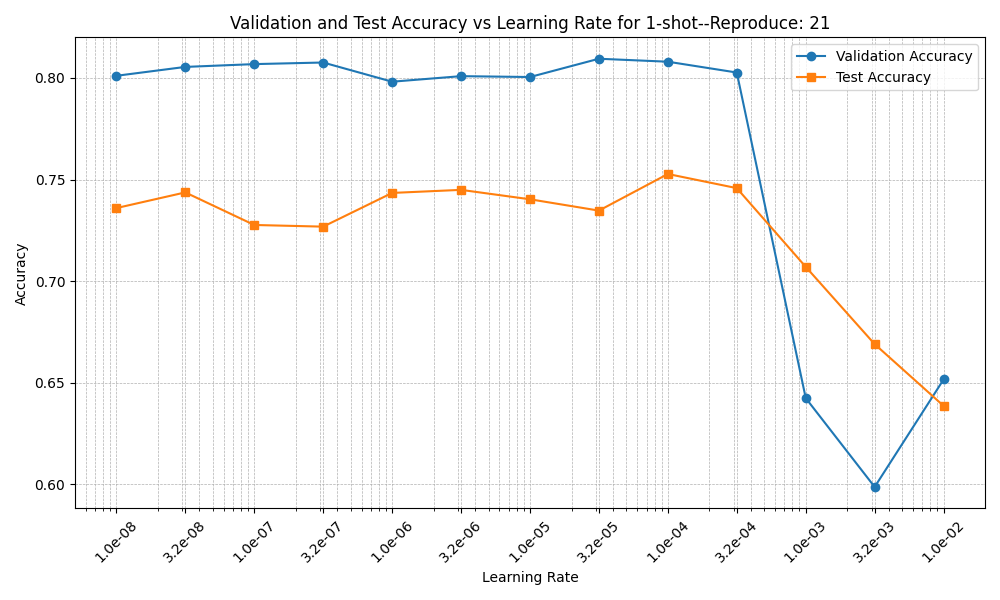 Validation and Test Accuracy vs Learning Rate for 1-shot--Reproduce: 21
Validation Accuracy
Test Accuracy
Accuracy
0.80
0.75
0.70
0.65
0.60
1.0e-08
3.2e-08
1.0e-07
3.2e-07
1.0e-06
3.2e-06
1.0e-05
3.2e-05
1.0e-04
3.2e-04
1.0e-03
3.2e-03
1.0e-02
Learning Rate